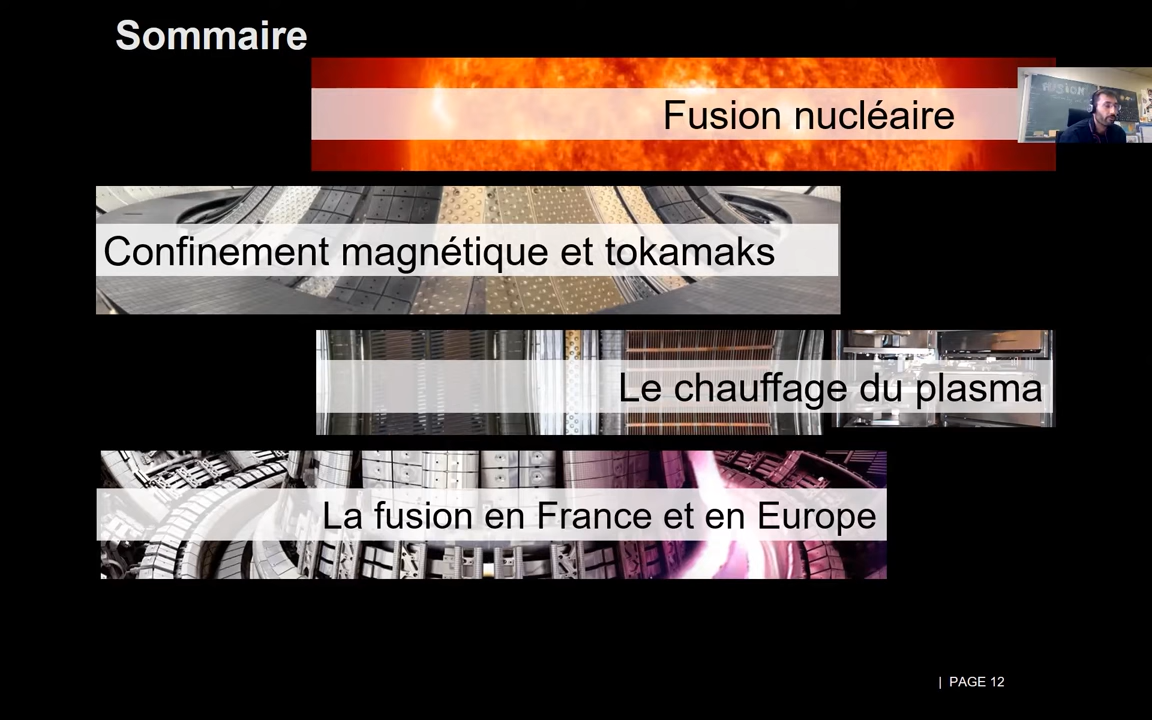 Sommaire
Fusion nucléaire
FUSION
Confinement magnétique et tokamaks
Le chauffage du plasma
La fusion en France et en Europe
| PAGE 12